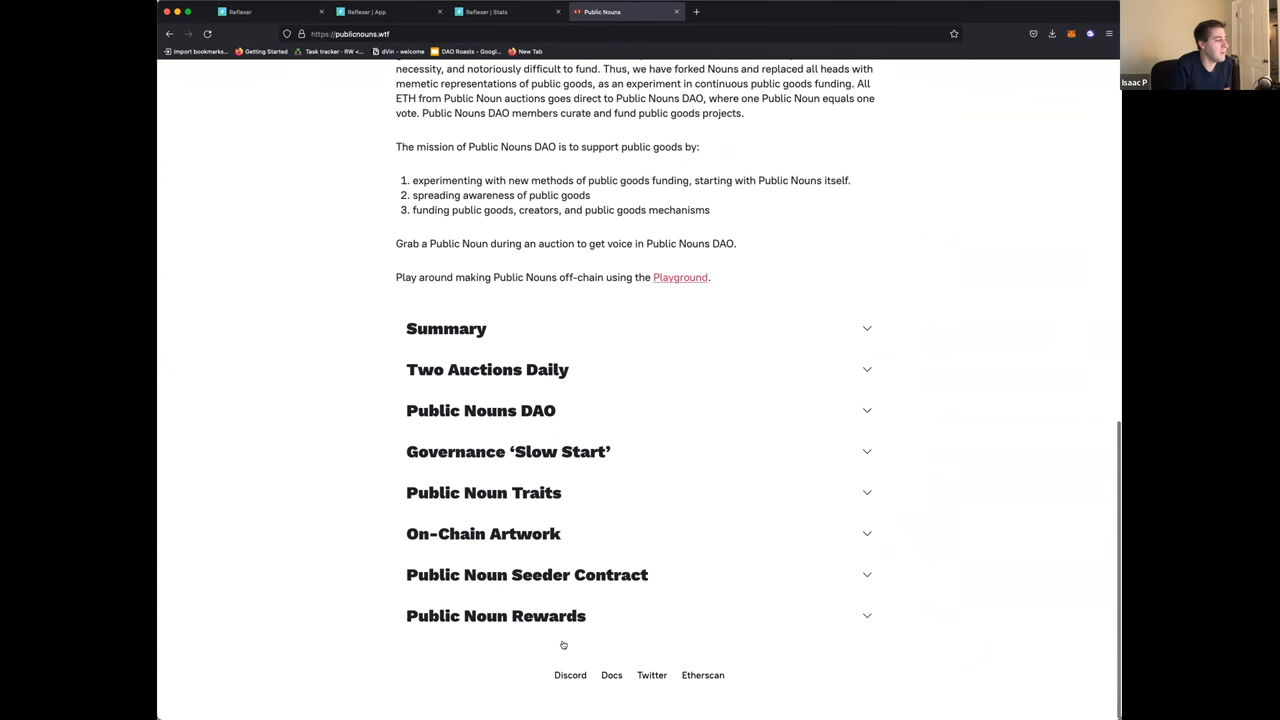 Reflexer
Reflexer | App
Reflexer | Stats
Public Nouns
https://publicnouns.wtf
Import bookmarks...
Getting Started
Task tracker - RW <...
dVin - welcome
DAO Roasts - Googl...
New Tab
Isaac P
necessity, and notoriously difficult to fund. Thus, we have forked Nouns and replaced all heads with
memetic representations of public goods, as an experiment in continuous public goods funding. All
ETH from Public Noun auctions goes direct to Public Nouns DAO, where one Public Noun equals one
vote. Public Nouns DAO members curate and fund public goods projects.
The mission of Public Nouns DAO is to support public goods by:
1. experimenting with new methods of public goods funding, starting with Public Nouns itself.
2. spreading awareness of public goods
3. funding public goods, creators, and public goods mechanisms
Grab a Public Noun during an auction to get voice in Public Nouns DAO.
Play around making Public Nouns off-chain using the Playground.
Summary
Two Auctions Daily
Public Nouns DAO
Governance ‘Slow Start’
Public Noun Traits
On-Chain Artwork
Public Noun Seeder Contract
Public Noun Rewards
Discord Docs Twitter Etherscan